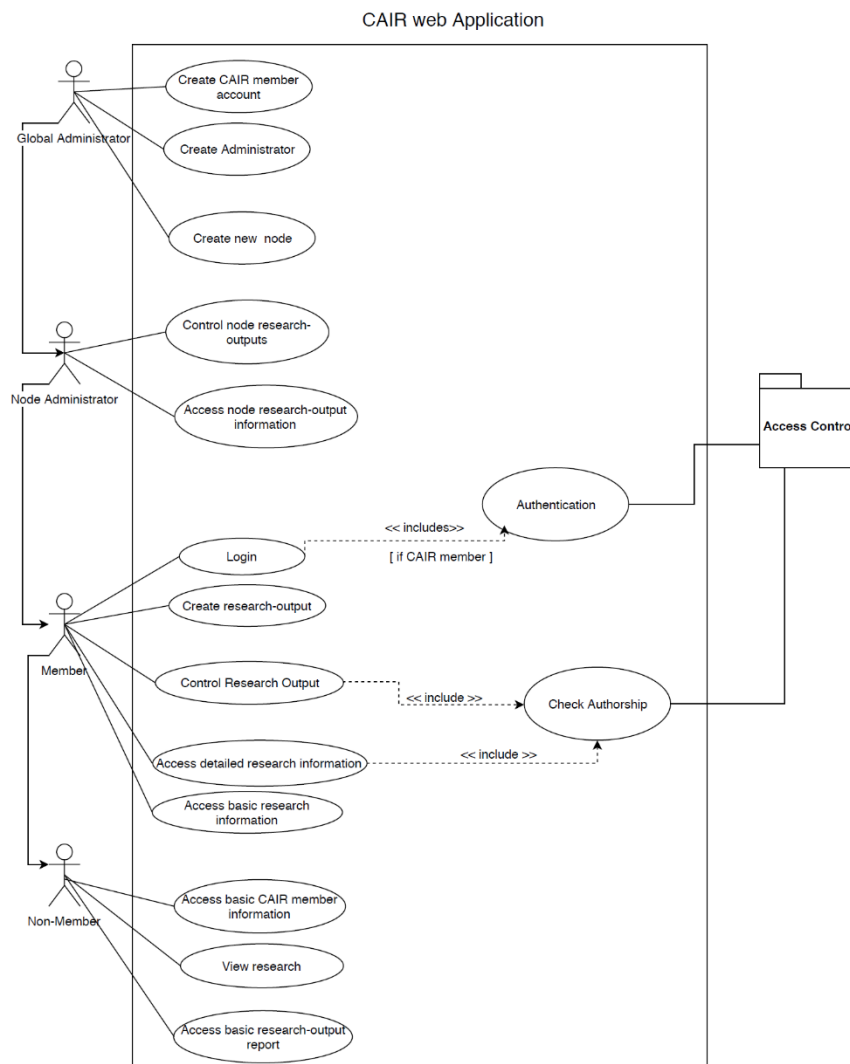 CAIR web Application
Create CAIR member
account
Global Administrator
Create Administrator
Create new node
Control node research-
outputs
Node Administrator
Access node research-output
information
Access Control
Authentication
<< includes>>
[ if CAIR member ]
Login
Create research-output
Member
Control Research Output
<< include >>
Check Authorship
Access detailed research information
<< include >>
Access basic research
information
Non-Member
Access basic CAIR member
information
View research
Access basic research-output
report